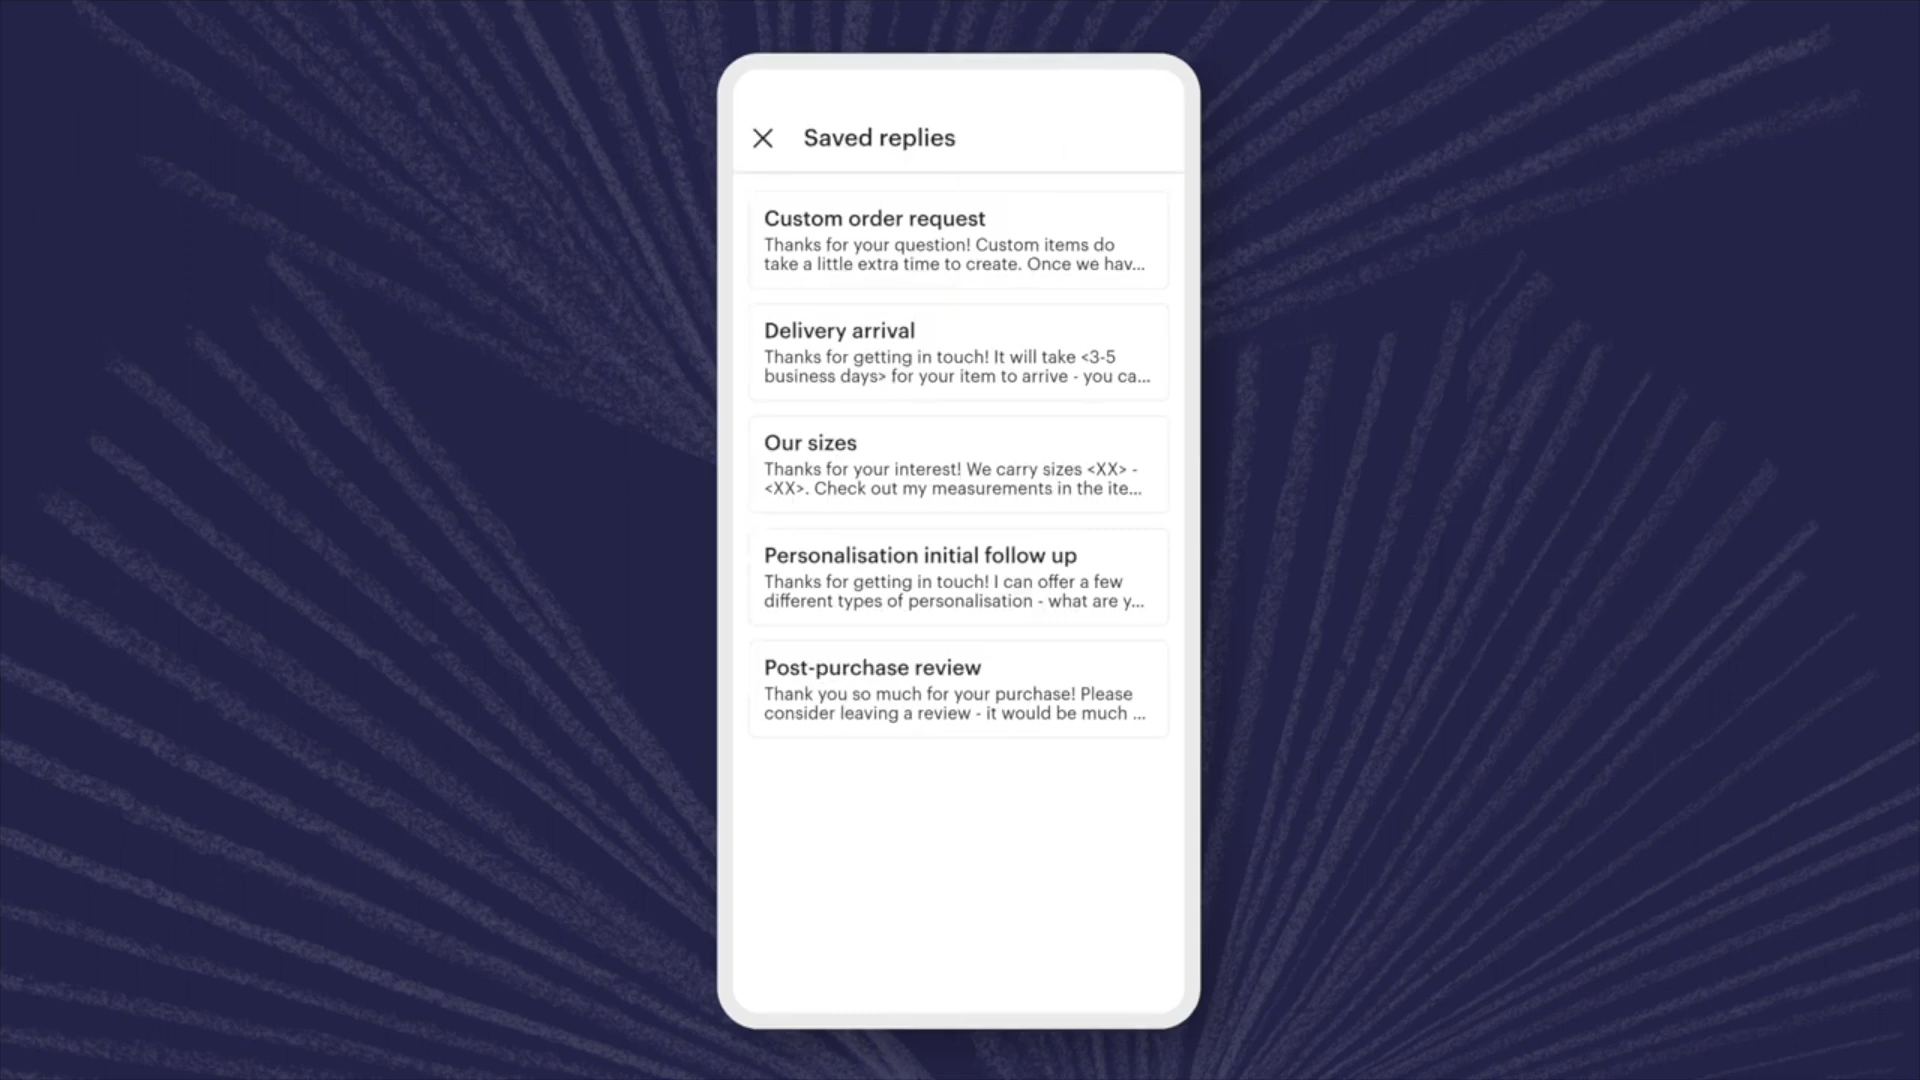 Saved replies
Custom order request
Thanks for your question! Custom items do
take a little extra time to create. Once we hav...
Delivery arrival
Thanks for getting in touch! It will take <3-5
business days> for your item to arrive - you ca...
Our sizes
Thanks for your interest! We carry sizes <XX> -
<XX>. Check out my measurements in the ite...
Personalisation initial follow up
Thanks for getting in touch! I can offer a few
different types of personalisation - what are y...
Post-purchase review
Thank you so much for your purchase! Please
consider leaving a review - it would be much ...